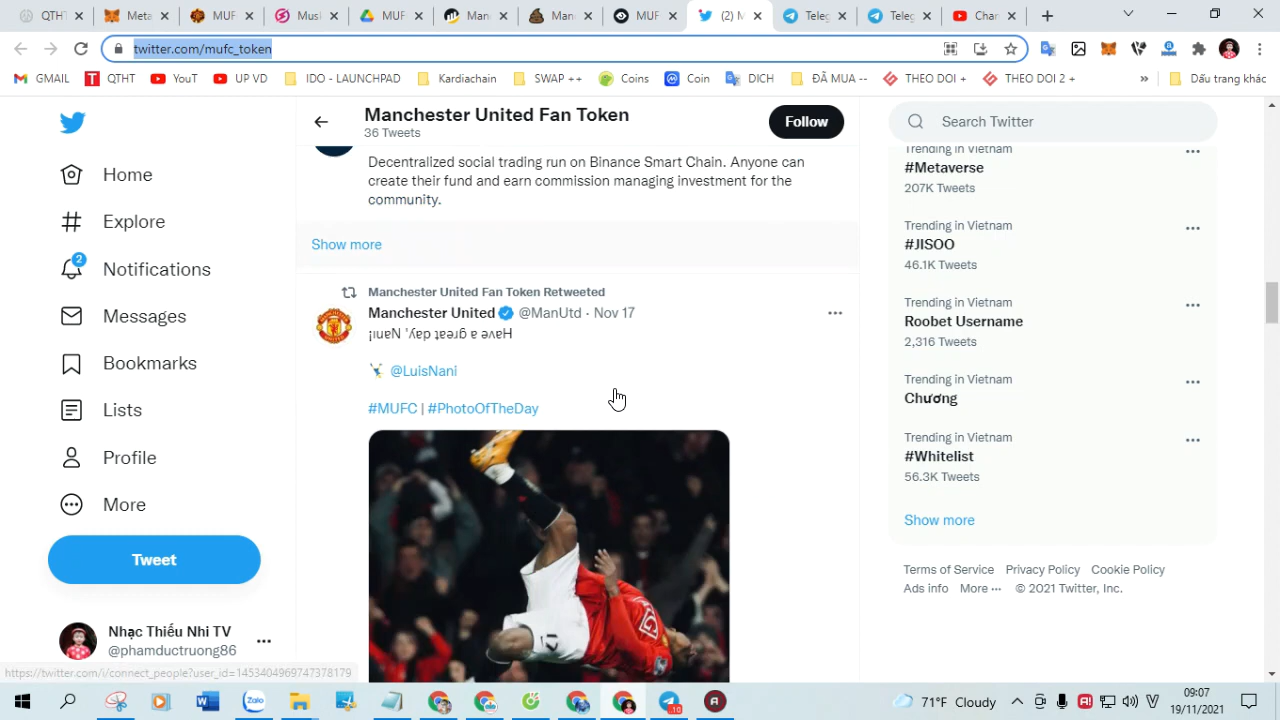 QTHT
Meta
MUF
Musk
MUF
Man
MUF
(2) M
Teleg
Teleg
Char
twitter.com/mufc_token
GMAIL
QTHT
YouT
UP VD
IDO - LAUNCHPAD
Kardiachain
SWAP ++
Coins
Coin
DICH
ĐÃ MUA --
THEO DOI +
THEO DOI 2 +
»
Dấu trang khác
Home
Explore
2
Notifications
Messages
Bookmarks
Lists
Profile
More
Tweet
Nhạc Thiếu Nhi TV
@phamductruong86
https://twitter.com/i/connect_people?user_id=1453404969747378179
Manchester United Fan Token
36 Tweets
Follow
Decentralized social trading run on Binance Smart Chain. Anyone can
create their fund and earn commission managing investment for the
community.
Show more
Manchester United Fan Token Retweeted
Manchester United @ManUtd · Nov 17
¡ınɐN 'ʎɐp ʇɐǝɹƃ ɐ ǝʌɐH
@LuisNani
#MUFC | #PhotoOfTheDay
17
Search Twitter
Trending in Vietnam
#Metaverse
207K Tweets
Trending in Vietnam
#JISOO
46.1K Tweets
Trending in Vietnam
Roobet Username
2,316 Tweets
Trending in Vietnam
Chương
Trending in Vietnam
#Whitelist
56.3K Tweets
Show more
Terms of Service Privacy Policy Cookie Policy
Ads info More ··· © 2021 Twitter, Inc.
Zalo
10
71°F Cloudy
09:07
19/11/2021